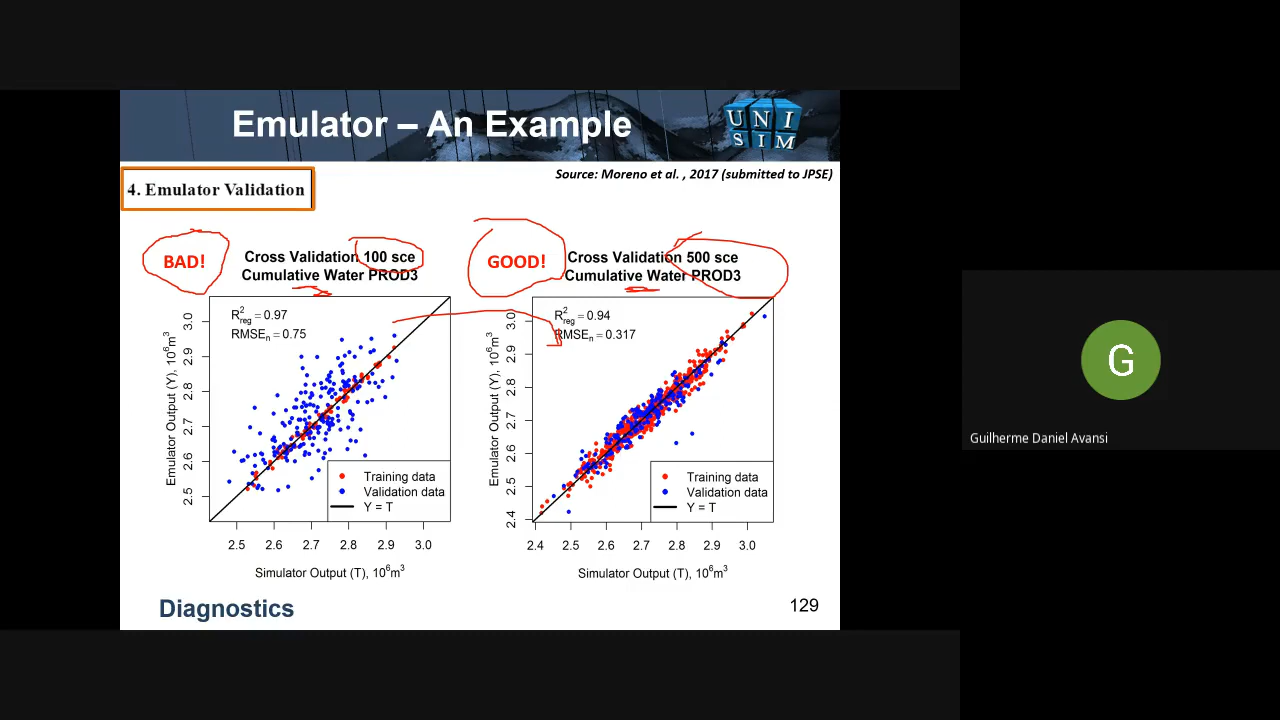 Emulator – An Example
UNI
SIM
4. Emulator Validation
Source: Moreno et al. , 2017 (submitted to JPSE)
BAD!
Cross Validation 100 sce
Cumulative Water PROD3
R²reg = 0.97
RMSEn = 0.75
Emulator Output (Y), 10⁶m³
3.0
2.9
2.8
2.7
2.6
2.5
Training data
Validation data
Y = T
2.5 2.6 2.7 2.8 2.9 3.0
Simulator Output (T), 10⁶m³
GOOD!
Cross Validation 500 sce
Cumulative Water PROD3
R²reg = 0.94
RMSEn = 0.317
Emulator Output (Y), 10⁶m³
3.0
2.9
2.8
2.7
2.6
2.5
2.4
Training data
Validation data
Y = T
2.4 2.5 2.6 2.7 2.8 2.9 3.0
Simulator Output (T), 10⁶m³
Diagnostics
129
G
Guilherme Daniel Avansi